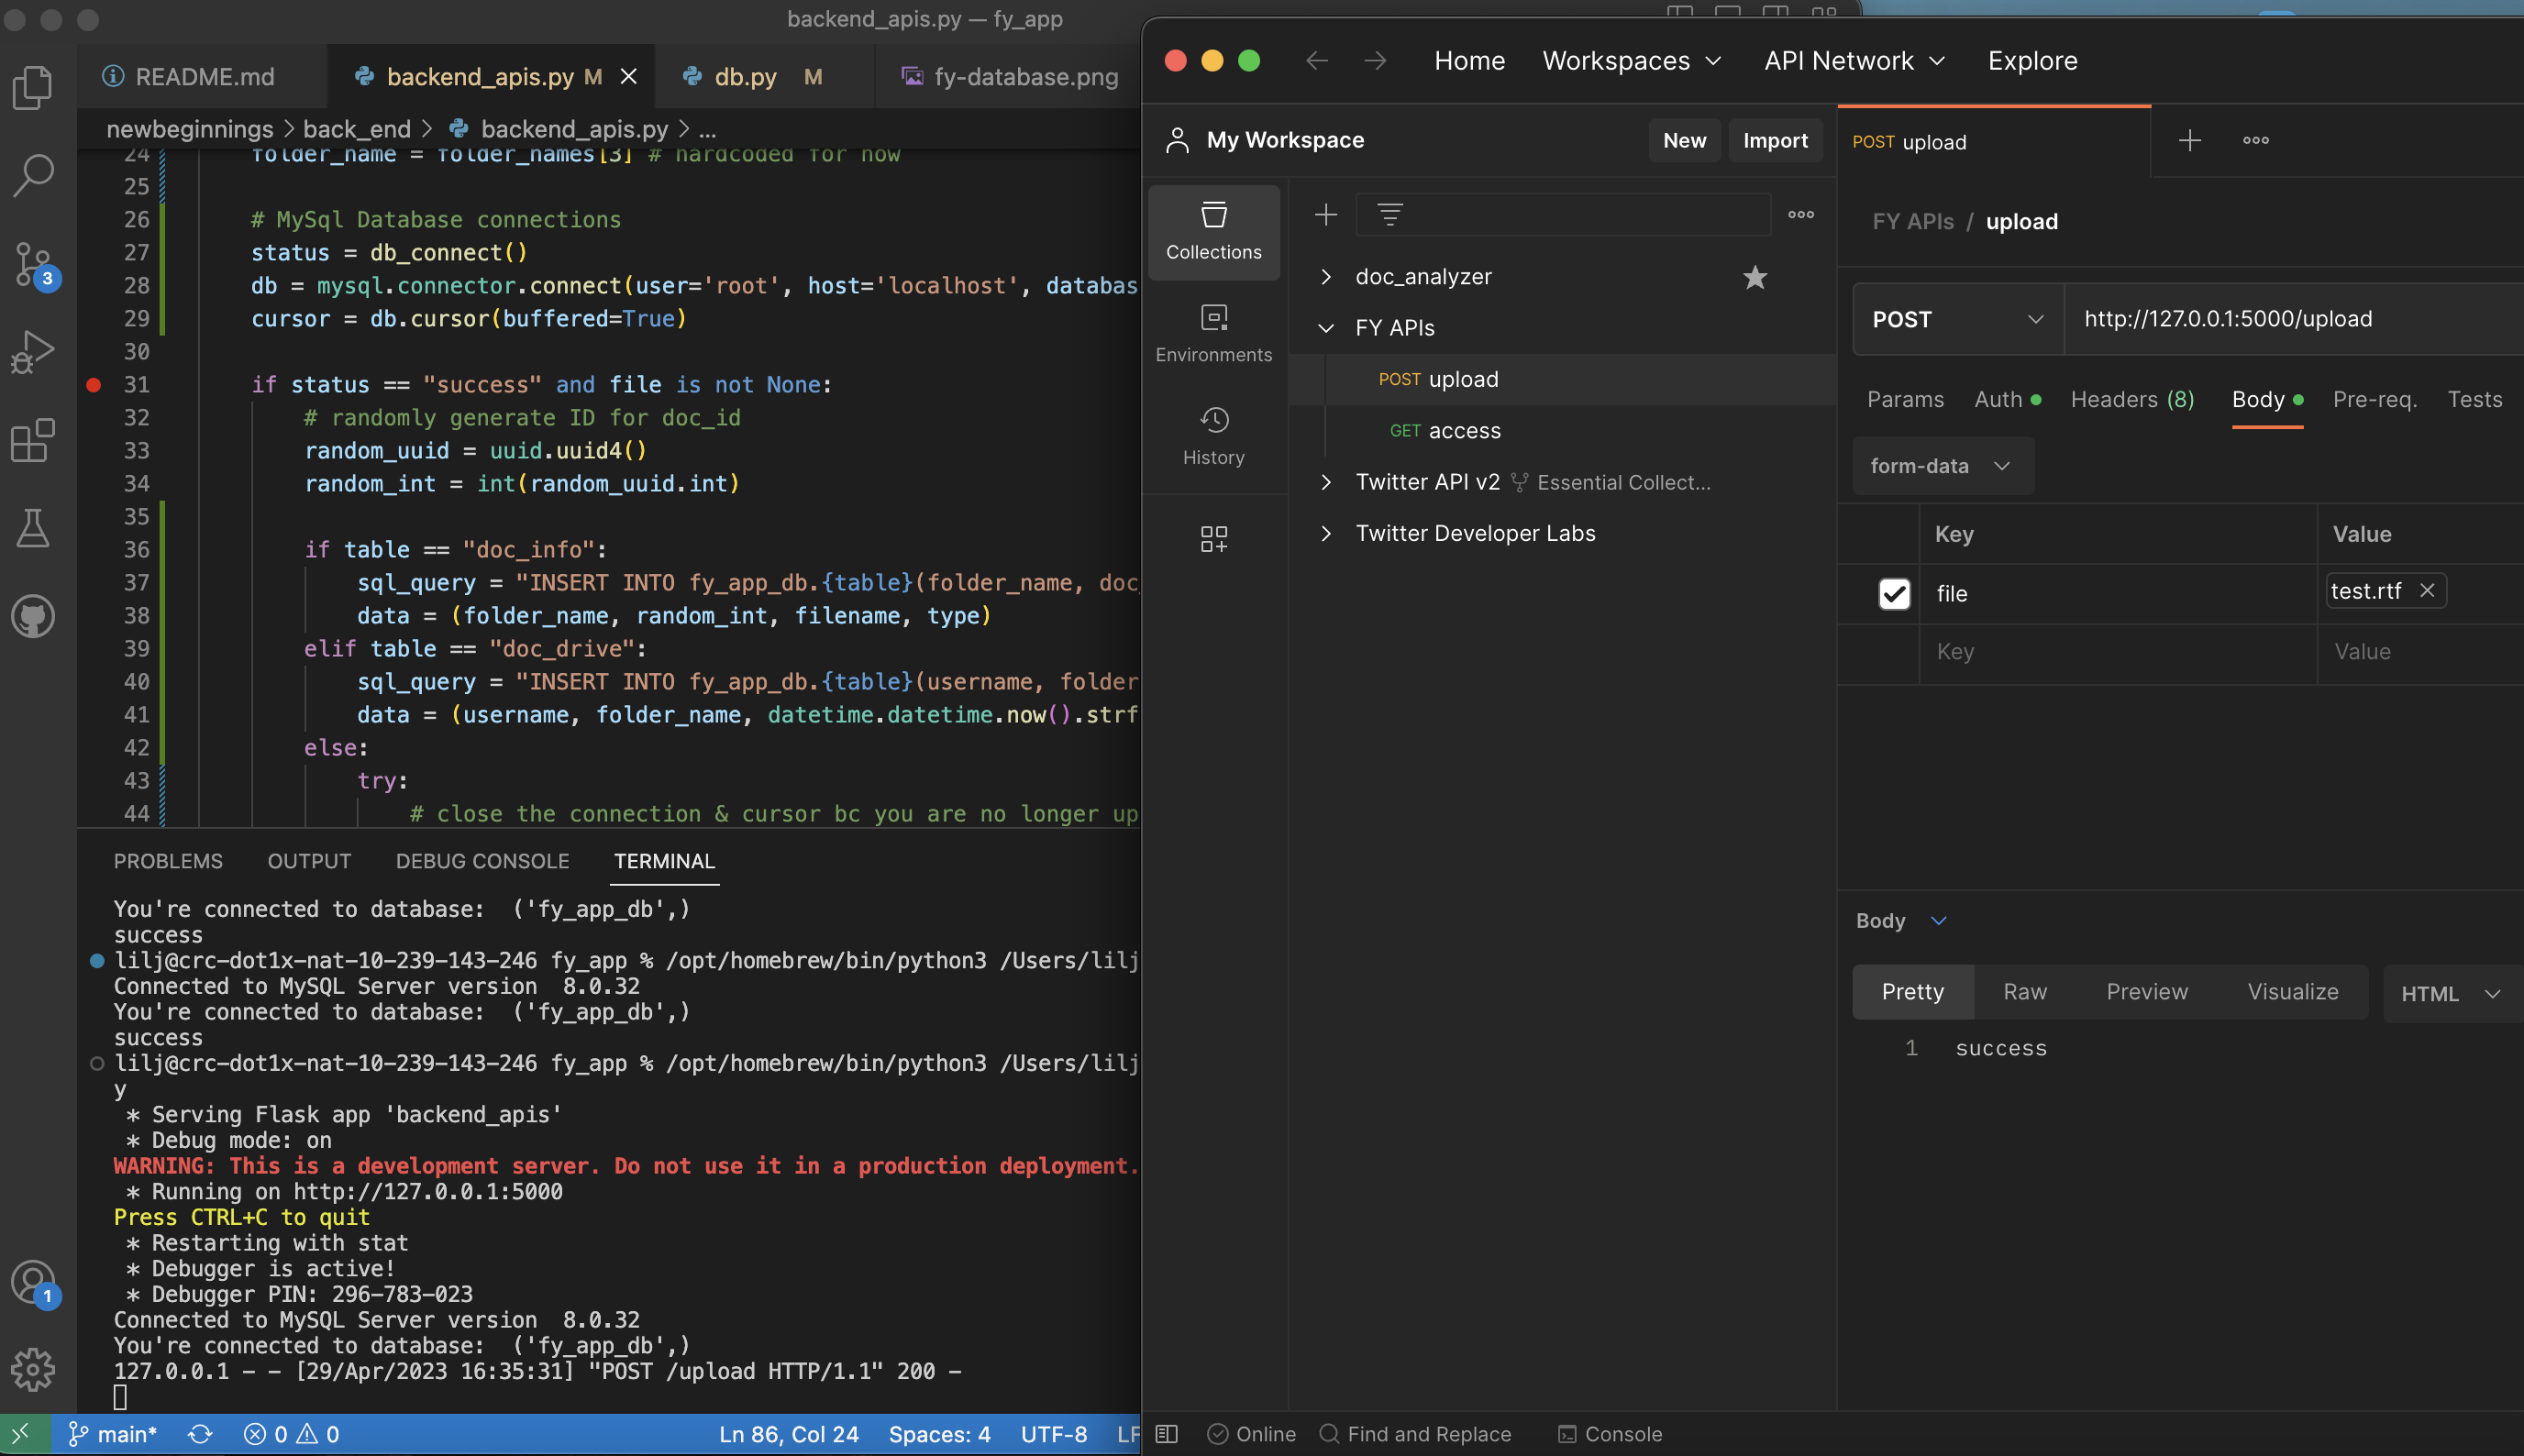 backend_apis.py — fy_app
README.md
backend_apis.py M
db.py M
fy-database.png
newbeginnings > back_end > backend_apis.py > ...
24 folder_name = folder_names[3] # hardcoded for now
25
26 # MySql Database connections
27 status = db_connect()
28 db = mysql.connector.connect(user='root', host='localhost', databas
29 cursor = db.cursor(buffered=True)
30
31 if status == "success" and file is not None:
32 # randomly generate ID for doc_id
33 random_uuid = uuid.uuid4()
34 random_int = int(random_uuid.int)
35
36 if table == "doc_info":
37 sql_query = "INSERT INTO fy_app_db.{table}(folder_name, doc_
38 data = (folder_name, random_int, filename, type)
39 elif table == "doc_drive":
40 sql_query = "INSERT INTO fy_app_db.{table}(username, folder
41 data = (username, folder_name, datetime.datetime.now().strf
42 else:
43 try:
44 # close the connection & cursor bc you are no longer up
3
1
PROBLEMS OUTPUT DEBUG CONSOLE TERMINAL
You're connected to database:  ('fy_app_db',)
success
lilj@crc-dot1x-nat-10-239-143-246 fy_app % /opt/homebrew/bin/python3 /Users/lilj
Connected to MySQL Server version  8.0.32
You're connected to database:  ('fy_app_db',)
success
lilj@crc-dot1x-nat-10-239-143-246 fy_app % /opt/homebrew/bin/python3 /Users/lilj
y
* Serving Flask app 'backend_apis'
* Debug mode: on
WARNING: This is a development server. Do not use it in a production deployment.
* Running on http://127.0.0.1:5000
Press CTRL+C to quit
* Restarting with stat
* Debugger is active!
* Debugger PIN: 296-783-023
Connected to MySQL Server version  8.0.32
You're connected to database:  ('fy_app_db',)
127.0.0.1 - - [29/Apr/2023 16:35:31] "POST /upload HTTP/1.1" 200 -
main* 0 0 Ln 86, Col 24 Spaces: 4 UTF-8 LF
Home Workspaces API Network Explore
My Workspace New Import
Collections
Environments
History
doc_analyzer
FY APIs
POST upload
GET access
Twitter API v2 Essential Collect...
Twitter Developer Labs
POST upload
FY APIs / upload
POST http://127.0.0.1:5000/upload
Params Auth Headers (8) Body Pre-req. Tests
form-data
Key Value
file test.rtf
Key Value
Body
Pretty Raw Preview Visualize HTML
1 success
Online Find and Replace Console